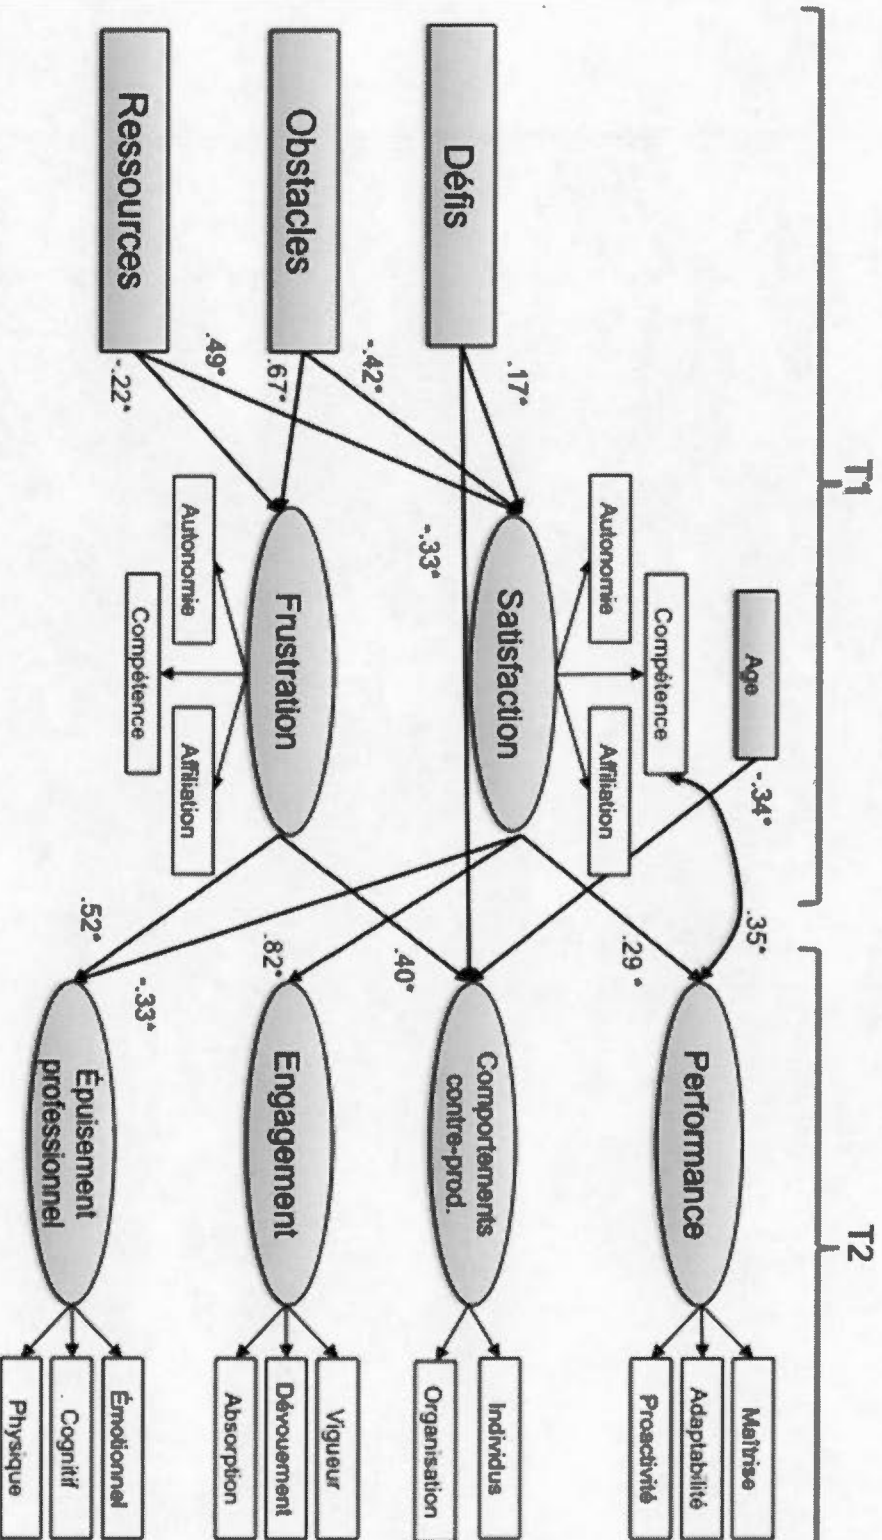 T1
T2
Age
-.34*
.35*
Compétence
Autonomie
Affiliation
Performance
Maîtrise
Adaptabilité
Proactivité
.29 *
Défis
.17*
Satisfaction
-.33*
Comportements
contre-prod.
Individus
Organisation
Obstacles
-.42*
.67*
.40*
Frustration
.82*
Engagement
Vigueur
Dévouement
Absorption
Ressources
.49*
-.22*
Autonomie
Compétence
Affiliation
.52*
-.33*
Épuisement
professionnel
Émotionnel
Cognitif
Physique